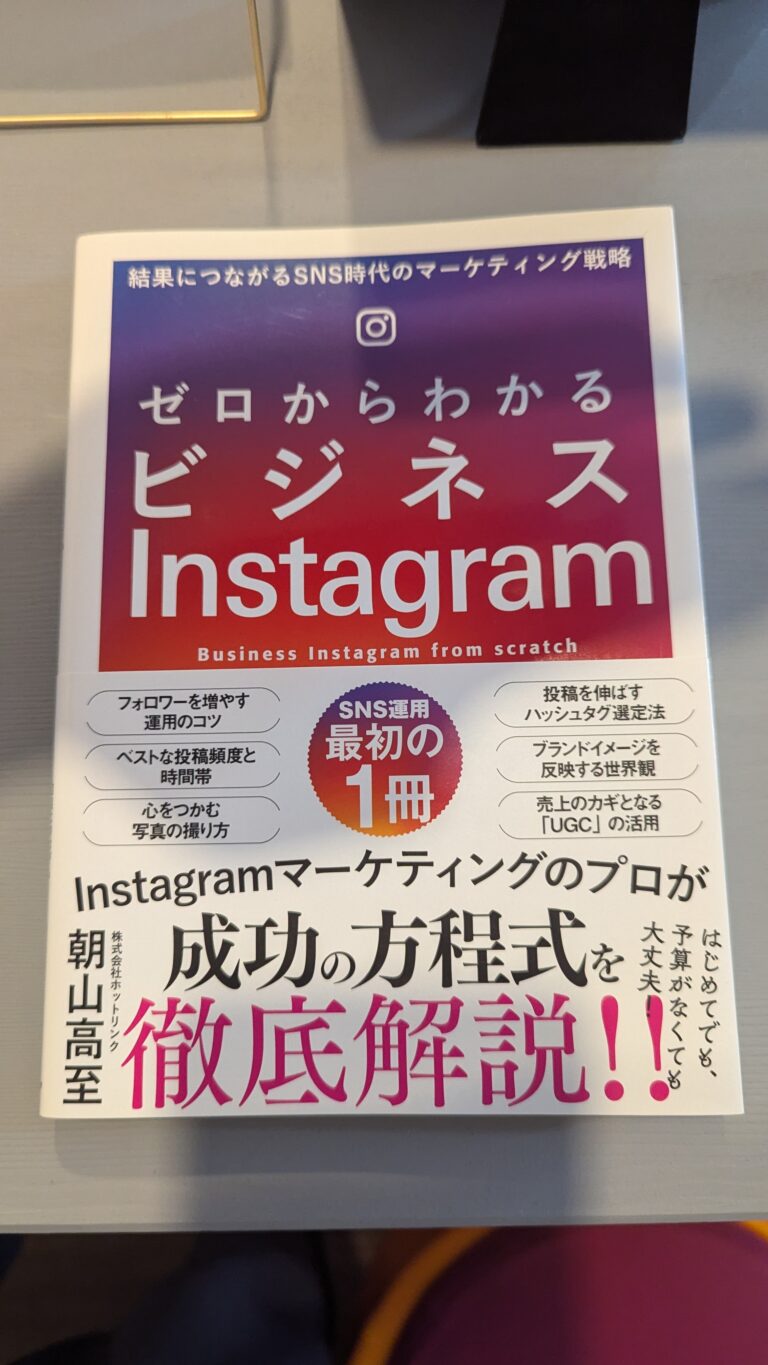 結果につながるSNS時代のマーケティング戦略
ゼロからわかる
ビジネス
Instagram
Business Instagram from scratch
フォロワーを増やす
運用のコツ
ベストな投稿頻度と
時間帯
心をつかむ
写真の撮り方
SNS運用
最初の
1冊
投稿を伸ばす
ハッシュタグ選定法
ブランドイメージを
反映する世界観
売上のカギとなる
「UGC」の活用
Instagramマーケティングのプロが
成功の方程式を
徹底解説!!
はじめてでも、
予算がなくても
大丈夫!
株式会社ホットリンク
朝山高至